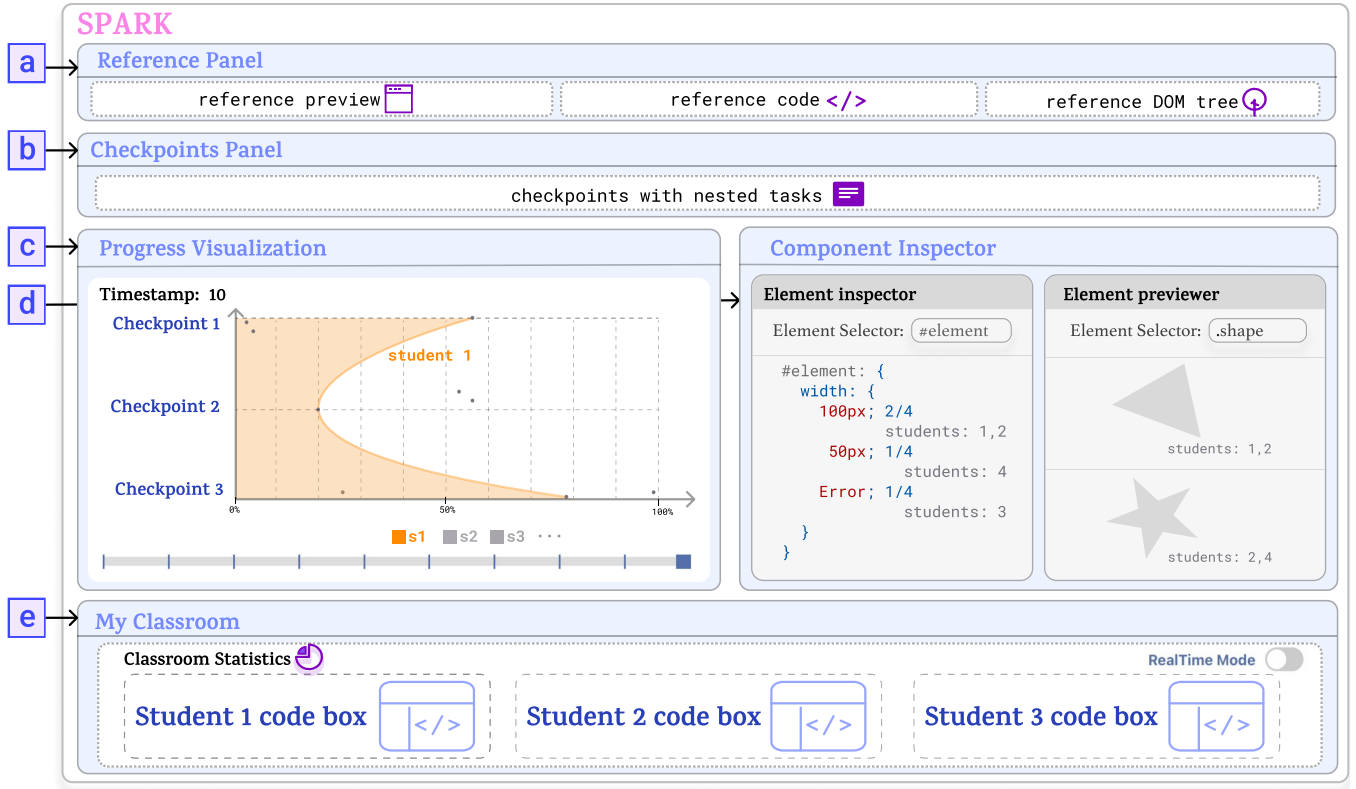 SPARK
a
Reference Panel
reference preview
reference code </>
reference DOM tree
b
Checkpoints Panel
checkpoints with nested tasks
c
Progress Visualization
d
Timestamp: 10
Checkpoint 1
student 1
Checkpoint 2
Checkpoint 3
0%
50%
100%
s1
s2
s3
...
Component Inspector
Element inspector
Element Selector: #element
#element: {
width: {
100px; 2/4
students: 1,2
50px; 1/4
students: 4
Error; 1/4
students: 3
}
}
Element previewer
Element Selector: .shape
students: 1,2
students: 2,4
e
My Classroom
Classroom Statistics
RealTime Mode
Student 1 code box </>
Student 2 code box </>
Student 3 code box </>